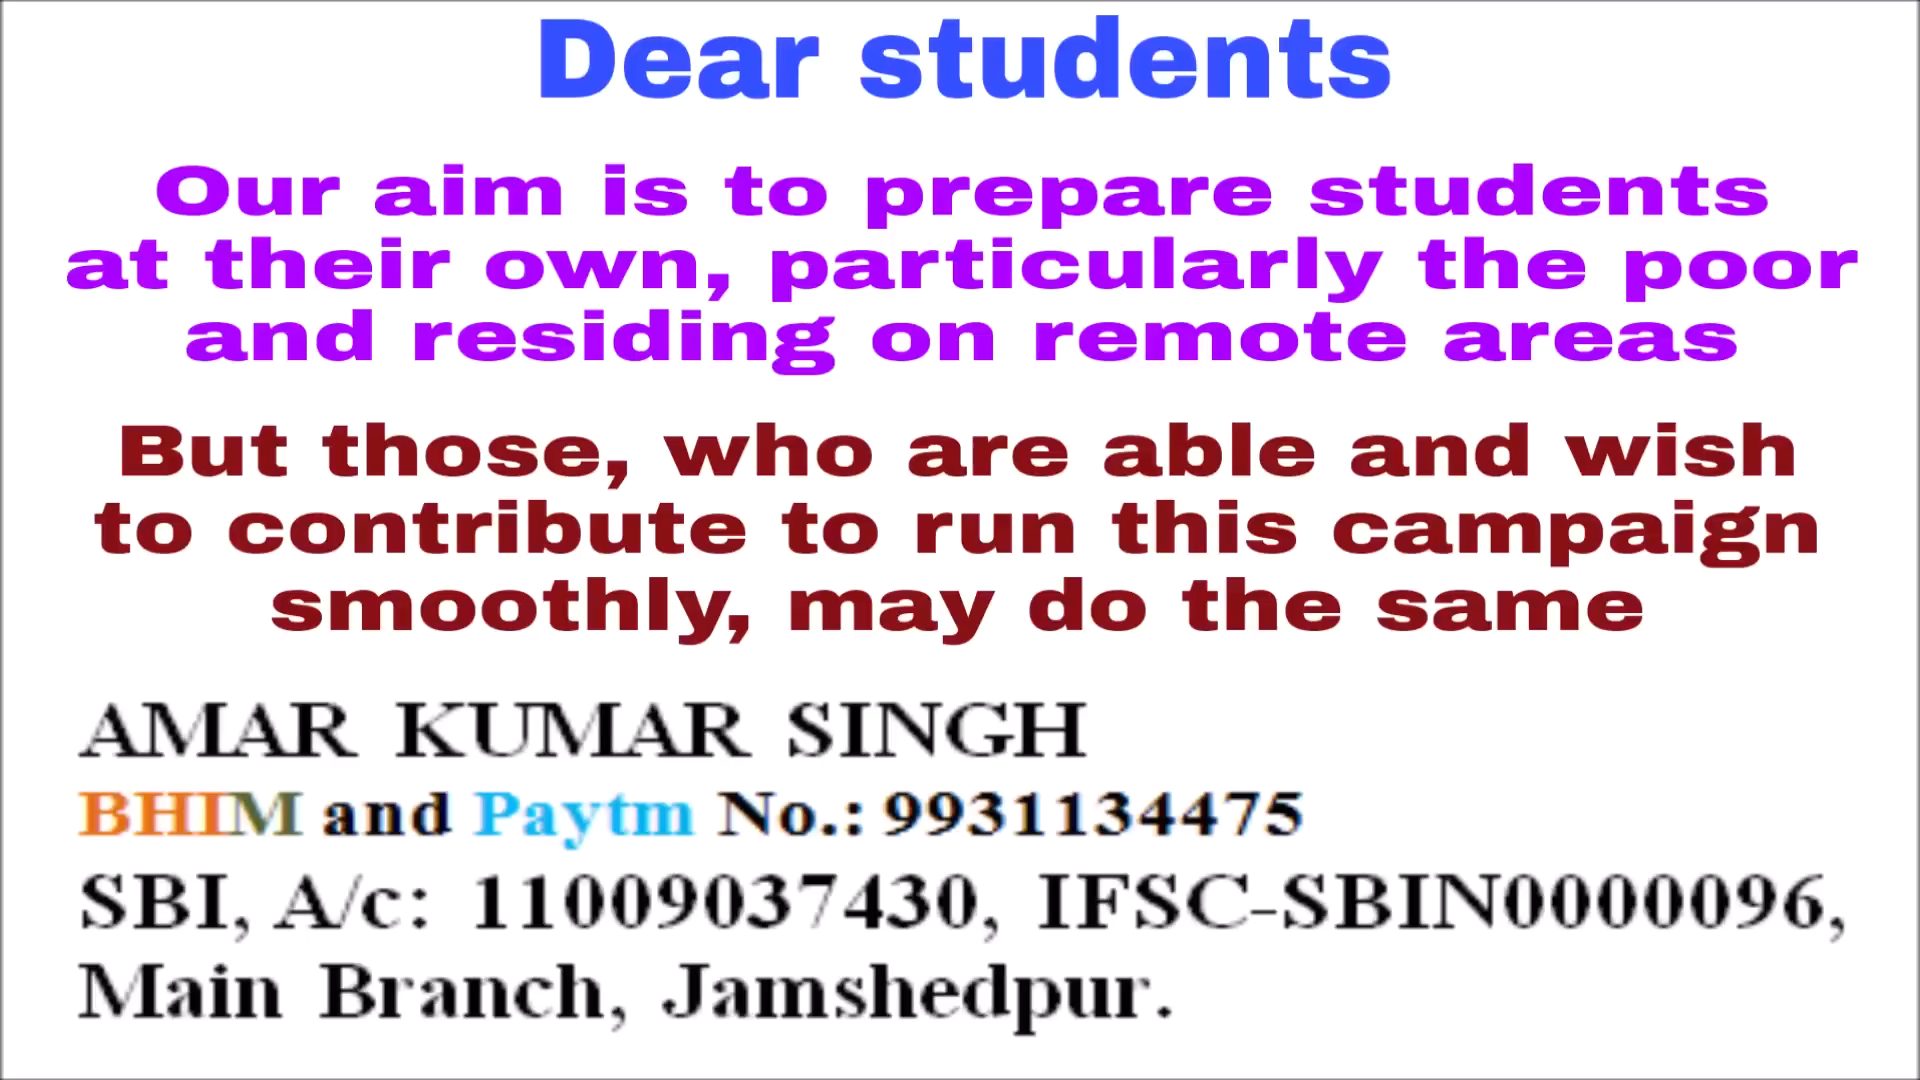 Dear students
Our aim is to prepare students
at their own, particularly the poor
and residing on remote areas
But those, who are able and wish
to contribute to run this campaign
smoothly, may do the same
AMAR KUMAR SINGH
BHIM and Paytm No.: 9931134475
SBI, A/c: 11009037430, IFSC-SBIN0000096,
Main Branch, Jamshedpur.